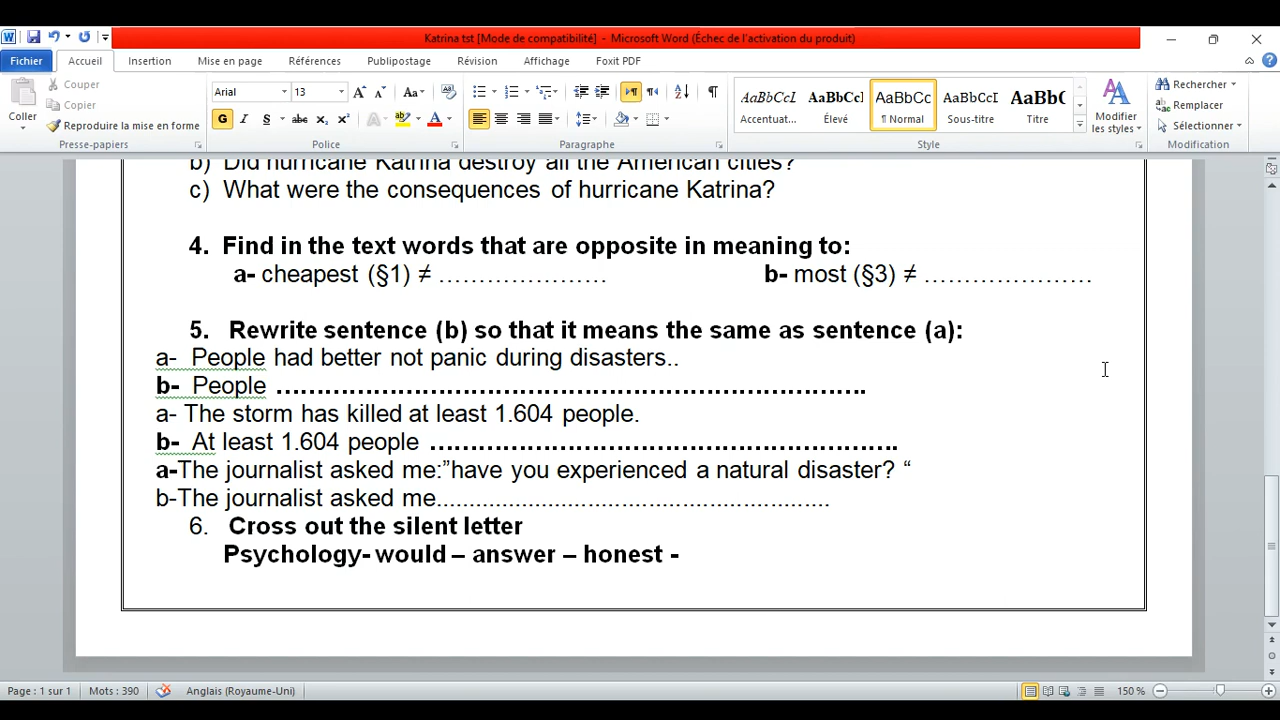 Katrina tst [Mode de compatibilité] - Microsoft Word (Échec de l'activation du produit)
Fichier Accueil Insertion Mise en page Références Publipostage Révision Affichage Foxit PDF
Coller
Couper
Copier
Reproduire la mise en forme
Presse-papiers
Arial 13
Police
Paragraphe
AaBbCcL AaBbCcI AaBbCc AaBbCcD AaBbC
Accentuat... Élevé ¶ Normal Sous-titre Titre
Modifier les styles
Style
Rechercher
Remplacer
Sélectionner
Modification
b) Did hurricane Katrina destroy all the American cities?
c) What were the consequences of hurricane Katrina?
4. Find in the text words that are opposite in meaning to:
a- cheapest (§1) ≠ ………………… b- most (§3) ≠ …………………
5. Rewrite sentence (b) so that it means the same as sentence (a):
a- People had better not panic during disasters..
b- People ……………………………………………………………….
a- The storm has killed at least 1.604 people.
b- At least 1.604 people ………………………………………………….
a-The journalist asked me:”have you experienced a natural disaster? “
b-The journalist asked me............................................................
6. Cross out the silent letter
Psychology- would – answer – honest -
Page : 1 sur 1 Mots : 390 Anglais (Royaume-Uni) 150 %